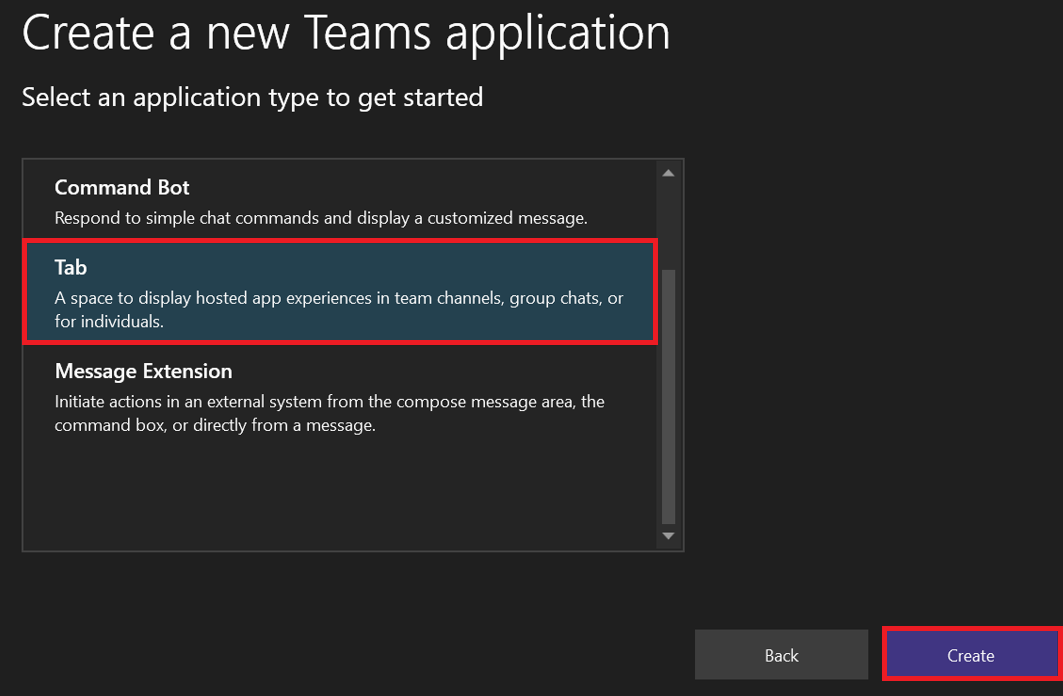 Create a new Teams application
Select an application type to get started
Command Bot
Respond to simple chat commands and display a customized message.
Tab
A space to display hosted app experiences in team channels, group chats, or
for individuals.
Message Extension
Initiate actions in an external system from the compose message area, the
command box, or directly from a message.
Back
Create